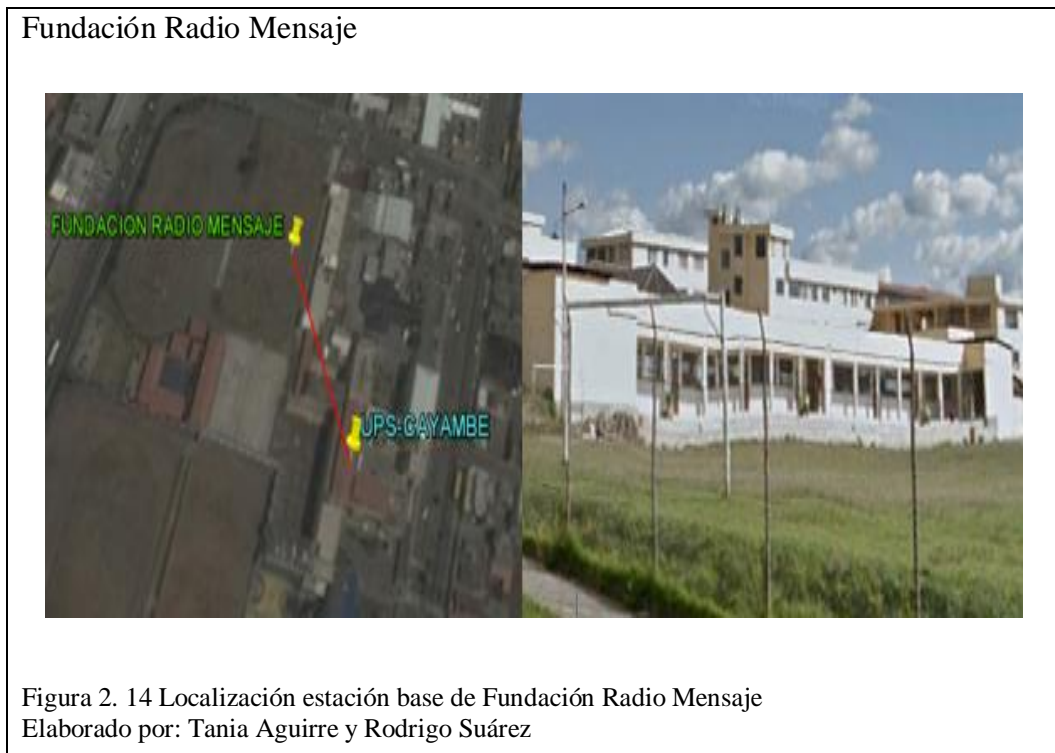 Fundación Radio Mensaje
FUNDACION RADIO MENSAJE
UPS-CAYAMBE
Figura 2. 14 Localización estación base de Fundación Radio Mensaje
Elaborado por: Tania Aguirre y Rodrigo Suárez